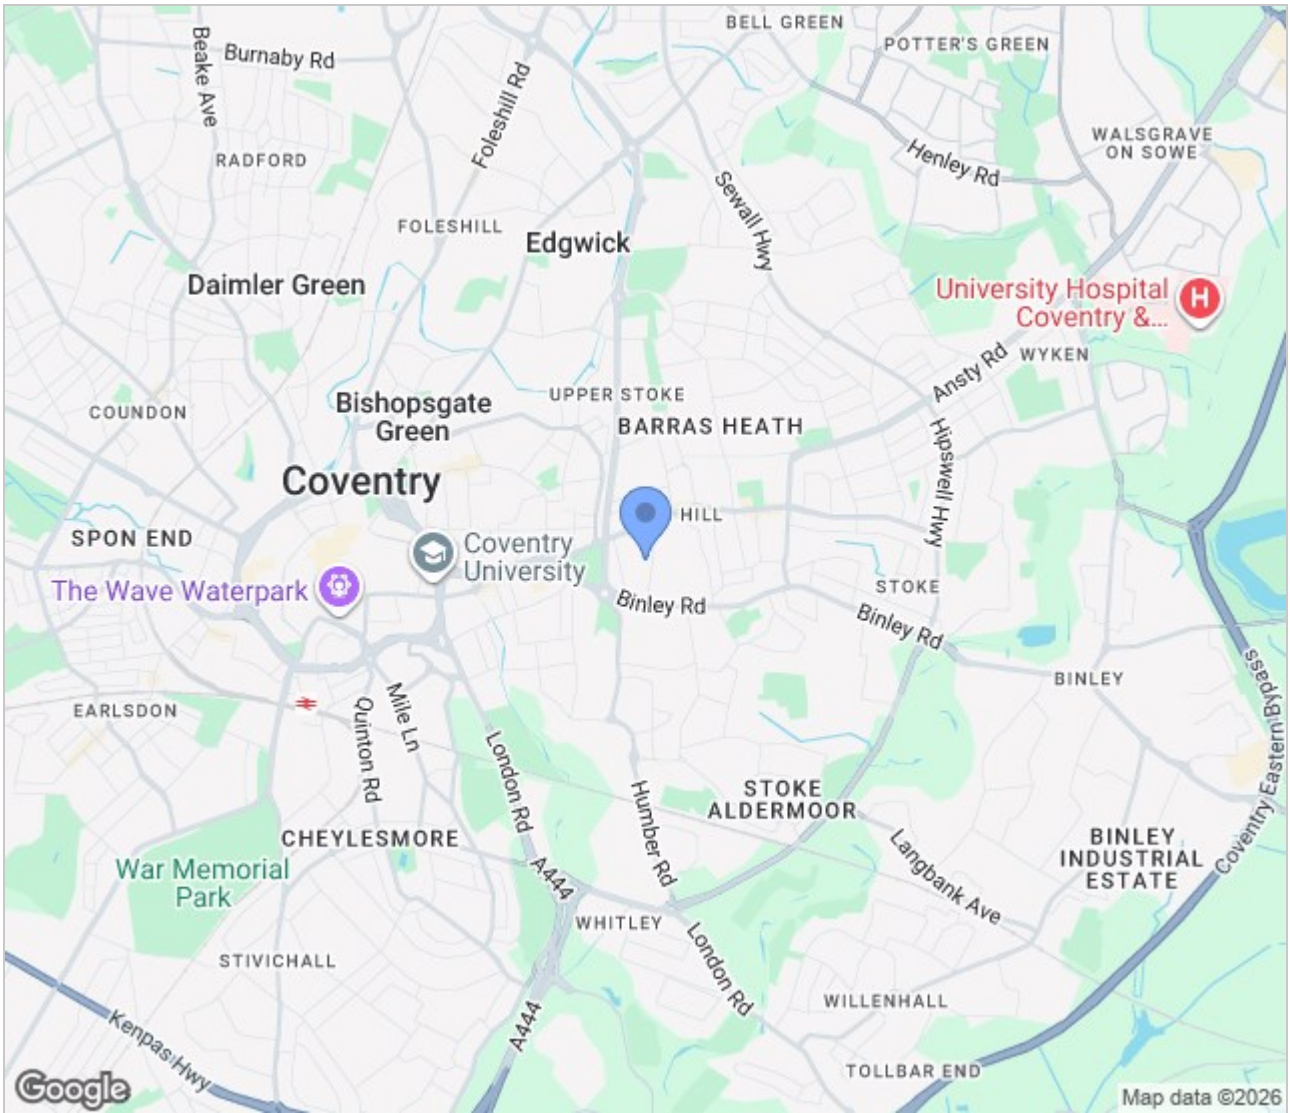 BELL GREEN
POTTER'S GREEN
Beake Ave
Burnaby Rd
Foleshill Rd
WALSGRAVE
ON SOWE
RADFORD
Henley Rd
Sewall Hwy
FOLESHILL
Edgwick
Daimler Green
University Hospital
Coventry &...
H
WYKEN
Ansty Rd
UPPER STOKE
Bishopsgate
Green
COUNDON
BARRAS HEATH
Hipswell Hwy
Coventry
HILL
SPON END
Coventry
University
The Wave Waterpark
STOKE
Binley Rd
Binley Rd
BINLEY
Coventry Eastern Bypass
EARLSDON
Mile Ln
Quinton Rd
London Rd
STOKE
ALDERMOOR
Humber Rd
CHEYLESMORE
Langbank Ave
BINLEY
INDUSTRIAL
ESTATE
War Memorial
Park
A444
WHITLEY
London Rd
STIVICHALL
WILLENHALL
A444
Kenpas Hwy
TOLLBAR END
Google
Map data ©2026